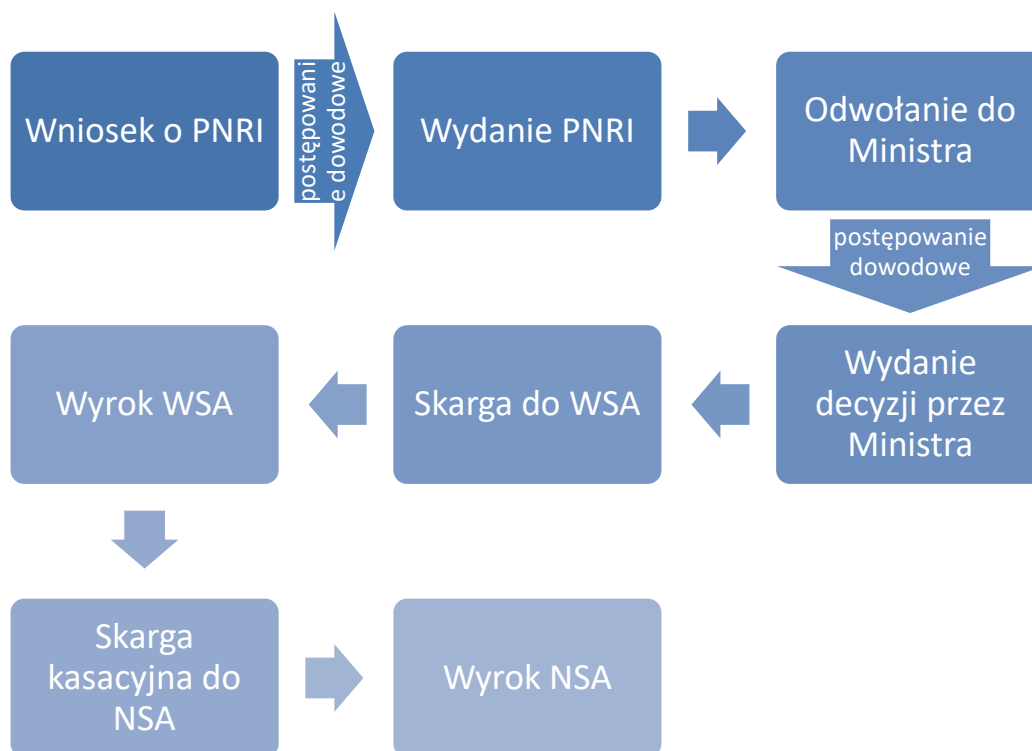 Wniosek o PNRI
postępowani
e dowodowe
Wydanie PNRI
Odwołanie do
Ministra
postępowanie
dowodowe
Wydanie
decyzji przez
Ministra
Skarga do WSA
Wyrok WSA
Skarga
kasacyjna do
NSA
Wyrok NSA